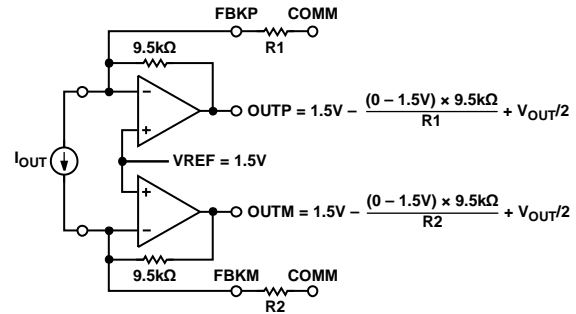 FBKP COMM
R1
9.5kΩ
OUTP = 1.5V – (0 – 1.5V) × 9.5kΩ / R1 + VOUT/2
IOUT
VREF = 1.5V
OUTM = 1.5V – (0 – 1.5V) × 9.5kΩ / R2 + VOUT/2
9.5kΩ
FBKM COMM
R2